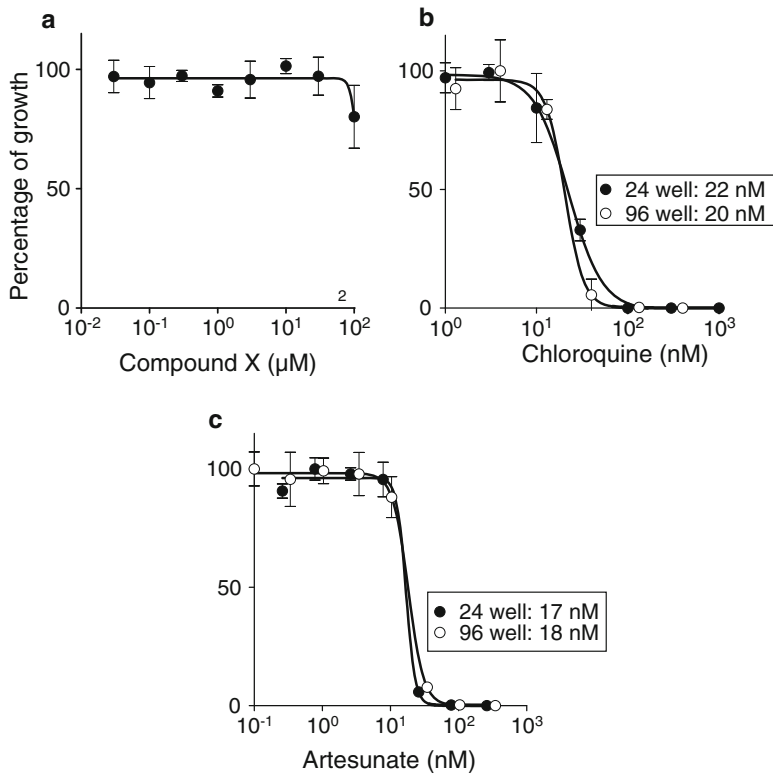 a
Percentage of growth
100
50
0
2
10⁻² 10⁻¹ 10⁰ 10¹ 10²
Compound X (µM)
b
100
50
0
24 well: 22 nM
96 well: 20 nM
10⁰ 10¹ 10² 10³
Chloroquine (nM)
c
100
50
0
24 well: 17 nM
96 well: 18 nM
10⁻¹ 10⁰ 10¹ 10² 10³
Artesunate (nM)